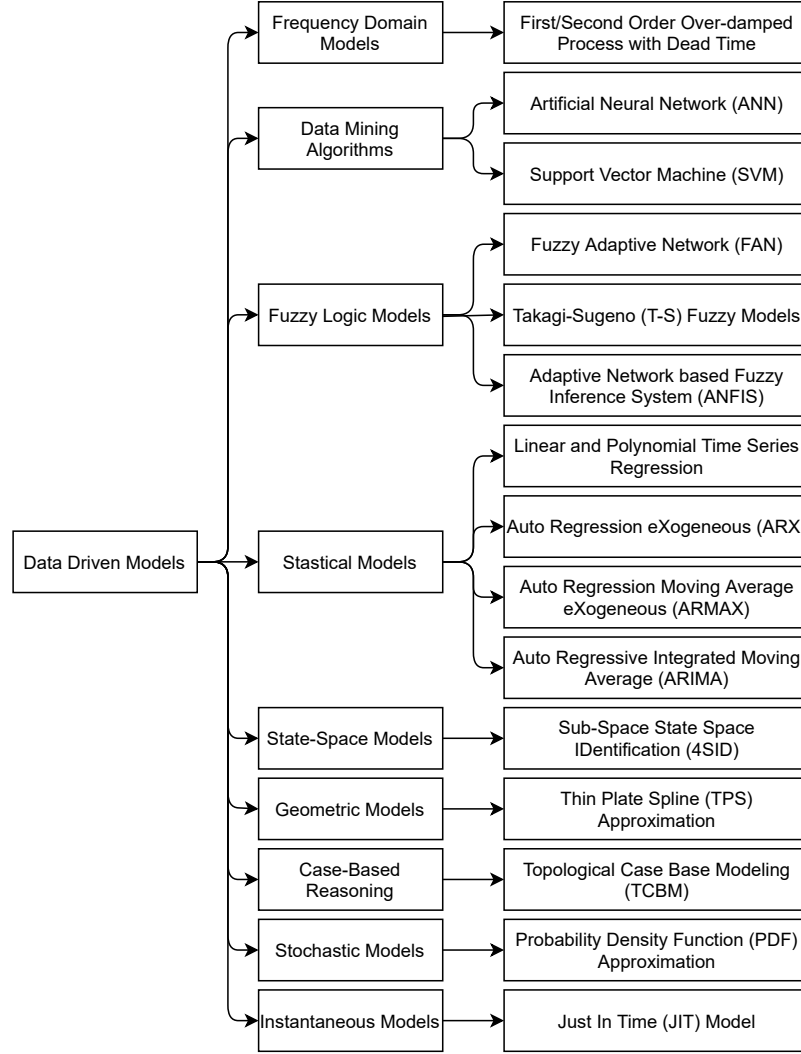 Frequency Domain
Models
First/Second Order Over-damped
Process with Dead Time
Data Mining
Algorithms
Artificial Neural Network (ANN)
Support Vector Machine (SVM)
Fuzzy Logic Models
Fuzzy Adaptive Network (FAN)
Takagi-Sugeno (T-S) Fuzzy Models
Adaptive Network based Fuzzy
Inference System (ANFIS)
Data Driven Models
Stastical Models
Linear and Polynomial Time Series
Regression
Auto Regression eXogeneous (ARX
Auto Regression Moving Average
eXogeneous (ARMAX)
Auto Regressive Integrated Moving
Average (ARIMA)
State-Space Models
Sub-Space State Space
IDentification (4SID)
Geometric Models
Thin Plate Spline (TPS)
Approximation
Case-Based
Reasoning
Topological Case Base Modeling
(TCBM)
Stochastic Models
Probability Density Function (PDF)
Approximation
Instantaneous Models
Just In Time (JIT) Model